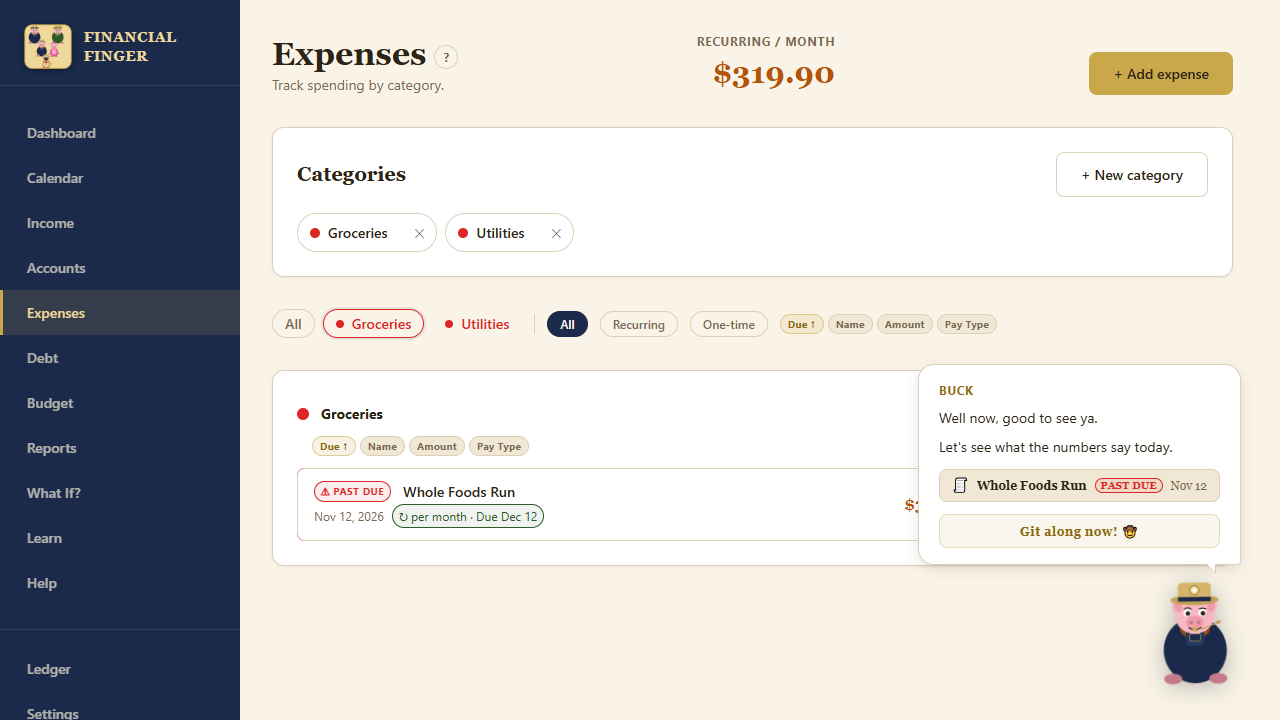 FINANCIAL
FINGER
Dashboard
Calendar
Income
Accounts
Expenses
Debt
Budget
Reports
What If?
Learn
Help
Ledger
Settings
Expenses ?
Track spending by category.
RECURRING / MONTH
$319.90
+ Add expense
Categories
+ New category
Groceries ×
Utilities ×
All Groceries Utilities All Recurring One-time Due ↑ Name Amount Pay Type
Groceries
Due ↑ Name Amount Pay Type
⚠ PAST DUE Whole Foods Run
Nov 12, 2026 ↻ per month · Due Dec 12
BUCK
Well now, good to see ya.
Let's see what the numbers say today.
Whole Foods Run PAST DUE Nov 12
Git along now! 🤠